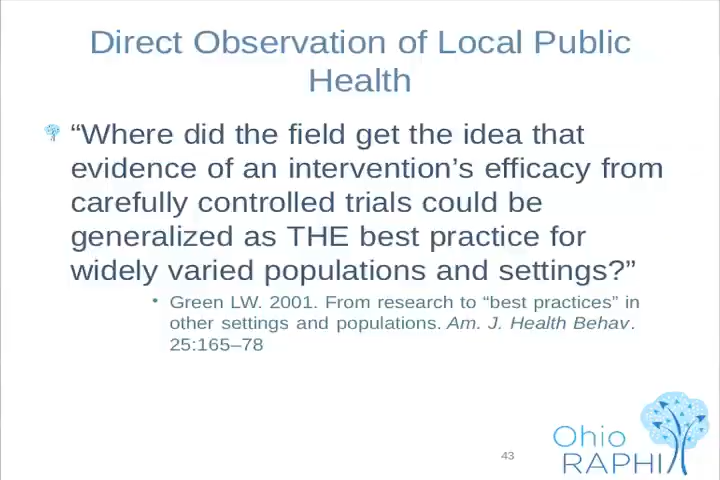 Direct Observation of Local Public
Health
“Where did the field get the idea that
evidence of an intervention’s efficacy from
carefully controlled trials could be
generalized as THE best practice for
widely varied populations and settings?”
• Green LW. 2001. From research to “best practices” in
other settings and populations. Am. J. Health Behav.
25:165–78
43
Ohio
RAPHI